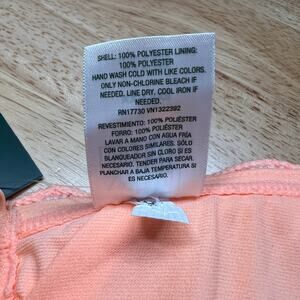 SHELL: 100% POLYESTER LINING:
100% POLYESTER
HAND WASH COLD WITH LIKE COLORS.
ONLY NON-CHLORINE BLEACH IF
NEEDED. LINE DRY, COOL IRON IF
NEEDED.
RN17730 VN1322392
REVESTIMIENTO: 100% POLIÉSTER
FORRO: 100% POLIÉSTER
LAVAR A MANO CON AGUA FRÍA
CON COLORES SIMILARES. SÓLO
BLANQUEADOR SIN CLORO SI ES
NECESARIO. TENDER PARA SECAR.
PLANCHAR A BAJA TEMPERATURA SI
ES NECESARIO.